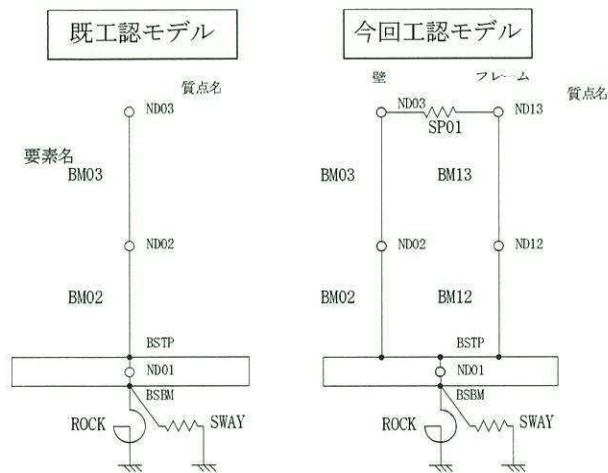 既工認モデル
質点名
ND03
要素名
BM03
ND02
BM02
BSTP
ND01
BSBM
ROCK
SWAY
今回工認モデル
壁
フレーム
質点名
ND03
ND13
SP01
BM03
BM13
ND02
ND12
BM02
BM12
BSTP
ND01
BSBM
ROCK
SWAY